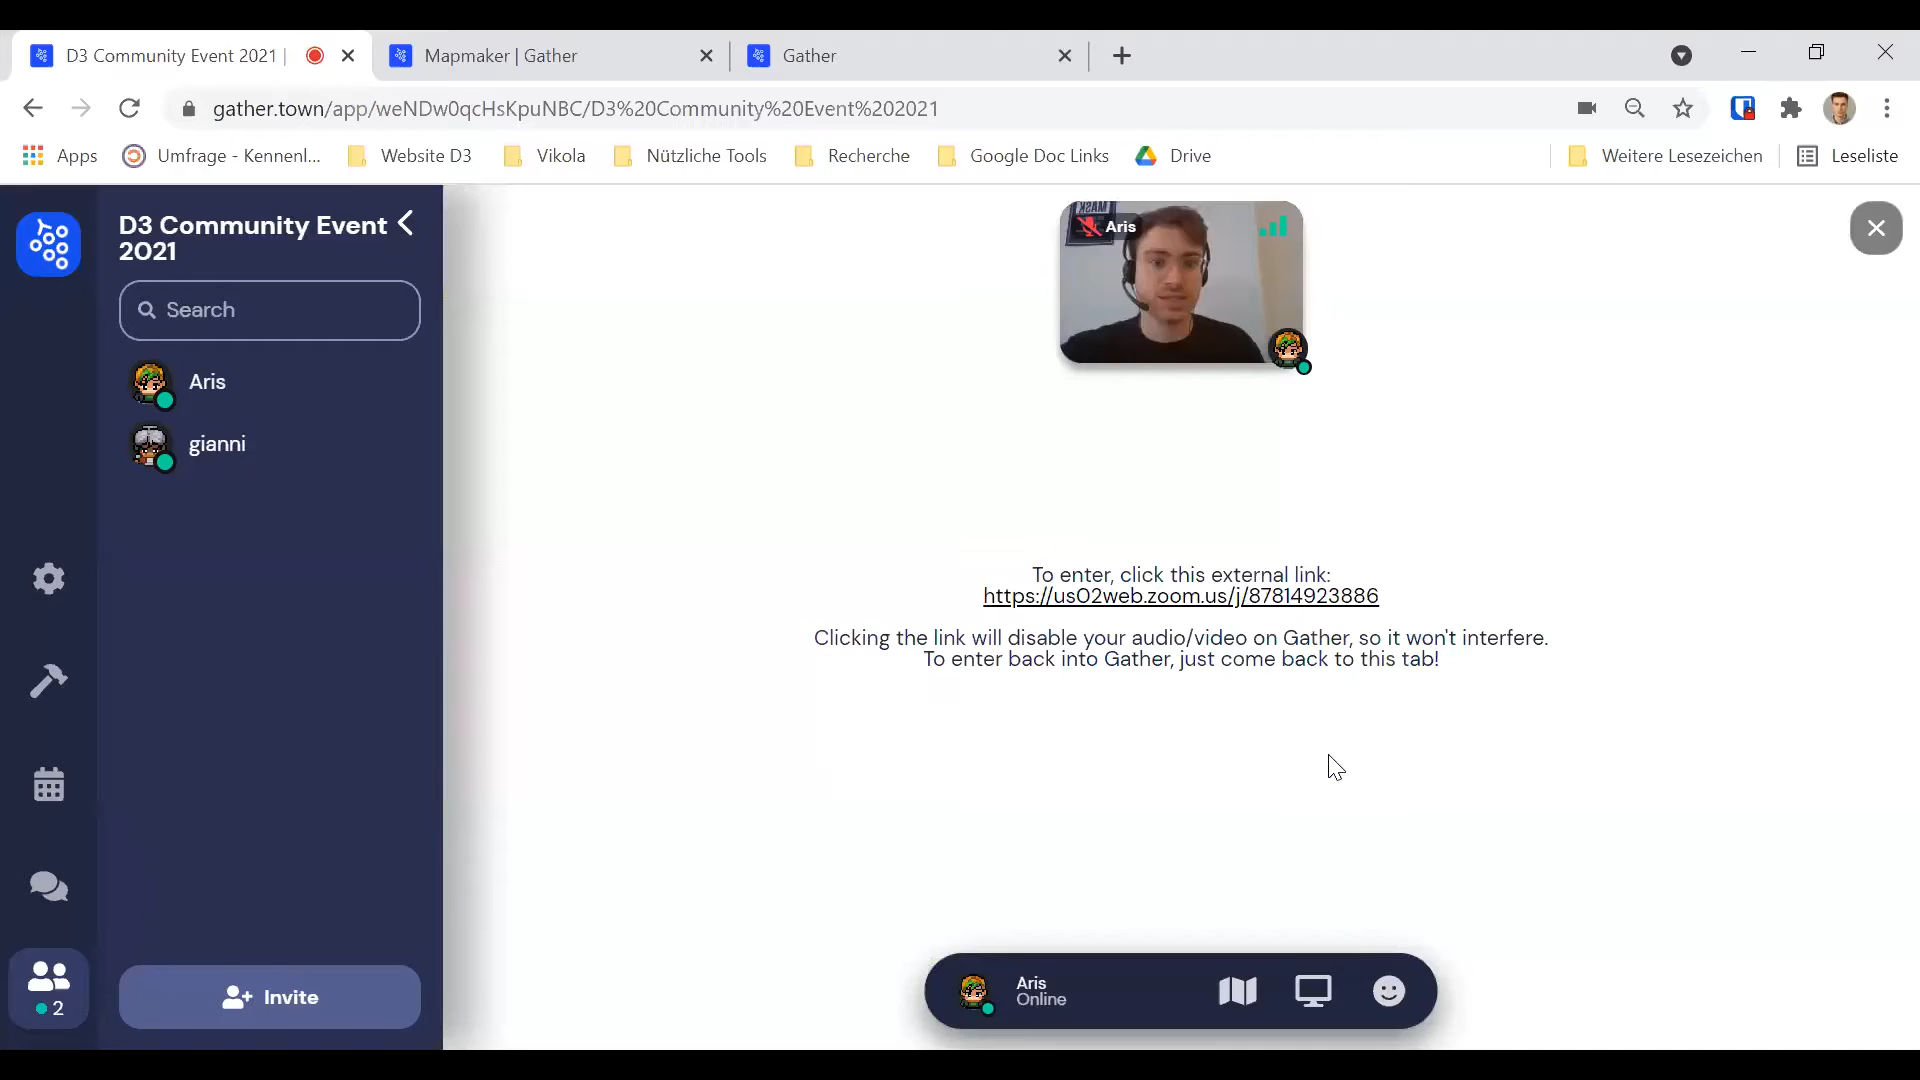 D3 Community Event 2021 |
Mapmaker | Gather
Gather
gather.town/app/weNDw0qcHsKpuNBC/D3%20Community%20Event%202021
Apps
Umfrage - Kennenl...
Website D3
Vikola
Nützliche Tools
Recherche
Google Doc Links
Drive
Weitere Lesezeichen
Leseliste
D3 Community Event
2021
Search
Aris
gianni
MASK
Aris
To enter, click this external link:
https://us02web.zoom.us/j/87814923886
Clicking the link will disable your audio/video on Gather, so it won't interfere.
To enter back into Gather, just come back to this tab!
2
Invite
Aris
Online